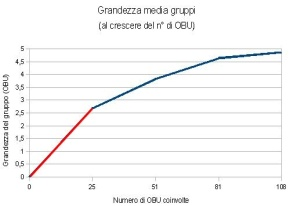 Grandezza media gruppi
(al crescere del n° di OBU)
Grandezza del gruppo (OBU)
5
4,5
4
3,5
3
2,5
2
1,5
1
0,5
0
0 25 51 81 108
Numero di OBU coinvolte